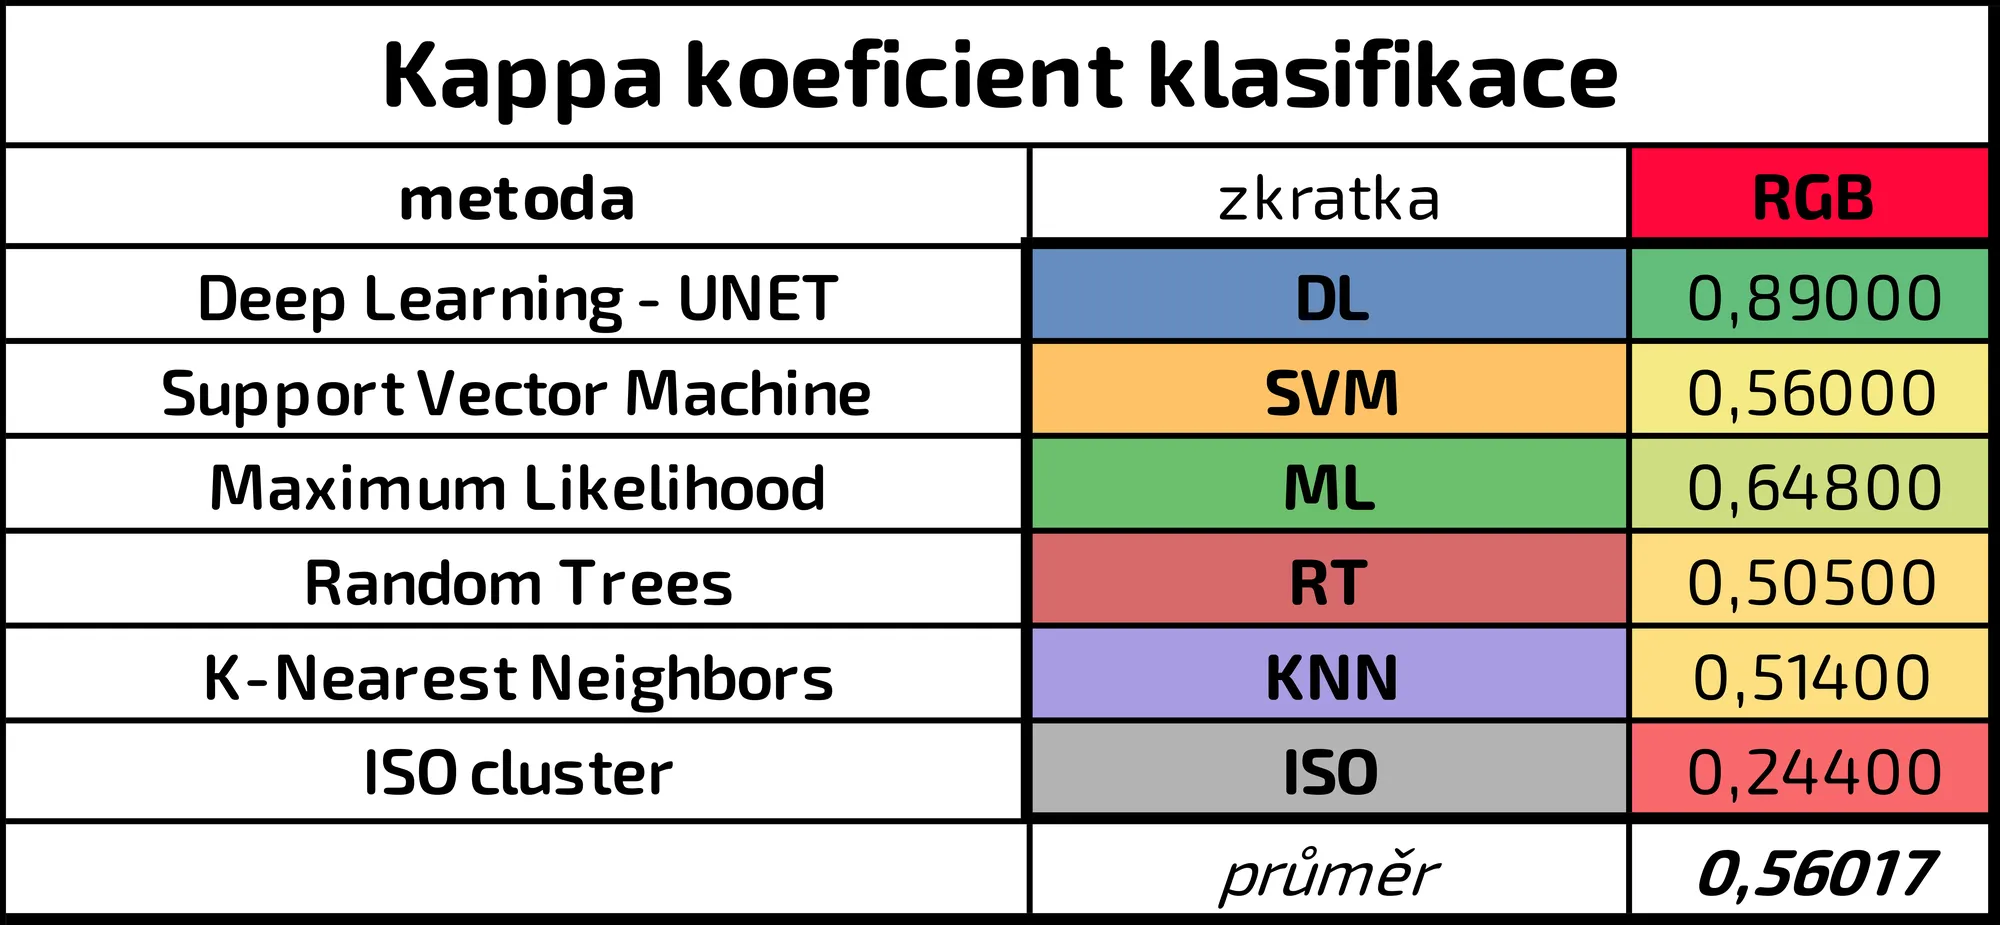 Kappa koeficient klasifikace
metoda zkratka RGB
Deep Learning - UNET DL 0,89000
Support Vector Machine SVM 0,56000
Maximum Likelihood ML 0,64800
Random Trees RT 0,50500
K-Nearest Neighbors KNN 0,51400
ISO cluster ISO 0,24400
průměr 0,56017